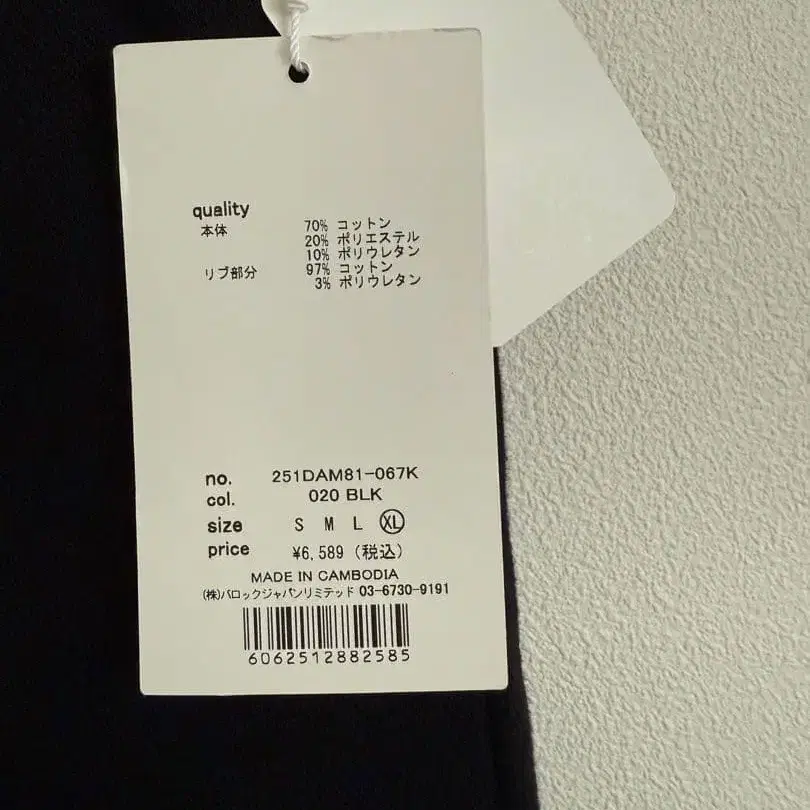 quality
本体 70% コットン
20% ポリエステル
10% ポリウレタン
リブ部分 97% コットン
3% ポリウレタン
no. 251DAM81-067K
col. 020 BLK
size S M L XL
price ¥6,589 (税込)
MADE IN CAMBODIA
(株)バロックジャパンリミテッド 03-6730-9191
6062512882585